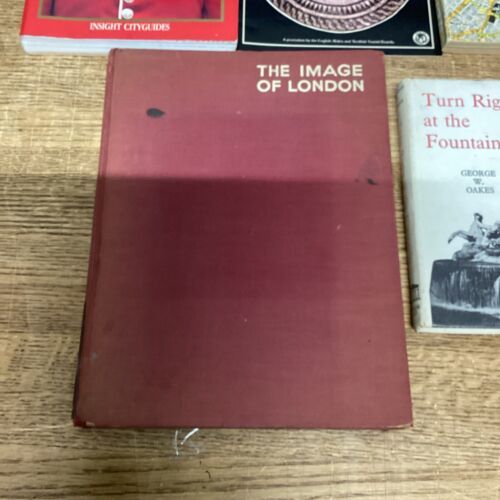 INSIGHT CITYGUIDES
THE IMAGE
OF LONDON
Turn Rig
at the
Fountain
GEORGE
W.
OAKES